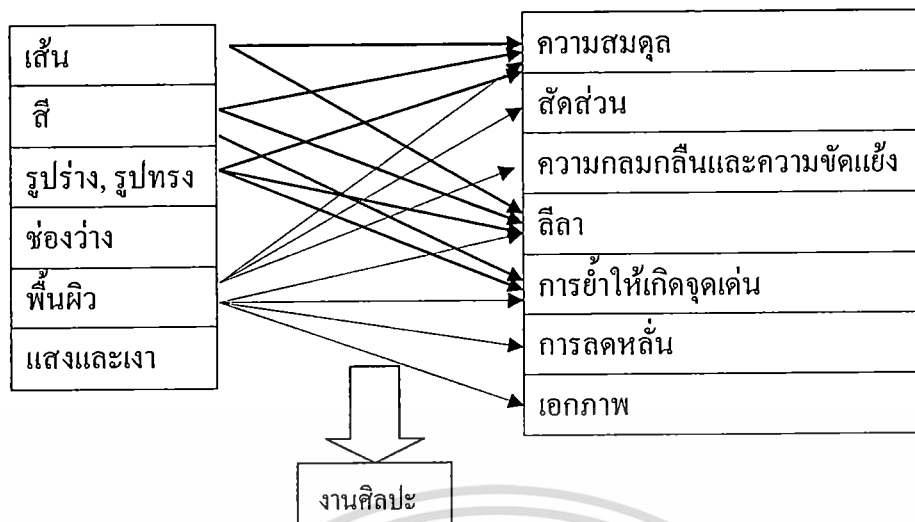 เส้น
สี
รูปร่าง, รูปทรง
ช่องว่าง
พื้นผิว
แสงและเงา
ความสมดุล
สัดส่วน
ความกลมกลืนและความขัดแย้ง
ลีลา
การย้ำให้เกิดจุดเด่น
การลดหลั่น
เอกภาพ
งานศิลปะ